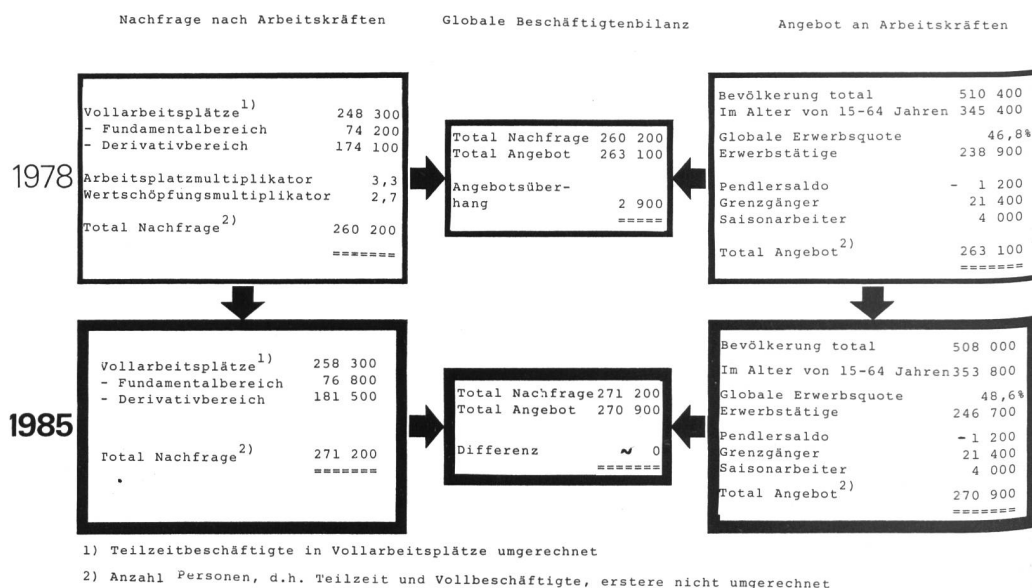 Nachfrage nach Arbeitskräften
Globale Beschäftigtenbilanz
Angebot an Arbeitskräften
1978
Vollarbeitsplätze 1) 248 300
- Fundamentalbereich 74 200
- Derivativbereich 174 100
Arbeitsplatzmultiplikator 3,3
Wertschöpfungsmultiplikator 2,7
Total Nachfrage 2) 260 200
=======
Total Nachfrage 260 200
Total Angebot 263 100
Angebotsüber-
hang 2 900
=====
Bevölkerung total 510 400
Im Alter von 15-64 Jahren 345 400
Globale Erwerbsquote 46,8%
Erwerbstätige 238 900
Pendlersaldo - 1 200
Grenzgänger 21 400
Saisonarbeiter 4 000
Total Angebot 2) 263 100
=======
1985
Vollarbeitsplätze 1) 258 300
- Fundamentalbereich 76 800
- Derivativbereich 181 500
Total Nachfrage 2) 271 200
=======
Total Nachfrage 271 200
Total Angebot 270 900
Differenz ~ 0
=======
Bevölkerung total 508 000
Im Alter von 15-64 Jahren 353 800
Globale Erwerbsquote 48,6%
Erwerbstätige 246 700
Pendlersaldo - 1 200
Grenzgänger 21 400
Saisonarbeiter 4 000
Total Angebot 2) 270 900
=======
1) Teilzeitbeschäftigte in Vollarbeitsplätze umgerechnet
2) Anzahl Personen, d.h. Teilzeit und Vollbeschäftigte, erstere nicht umgerechnet